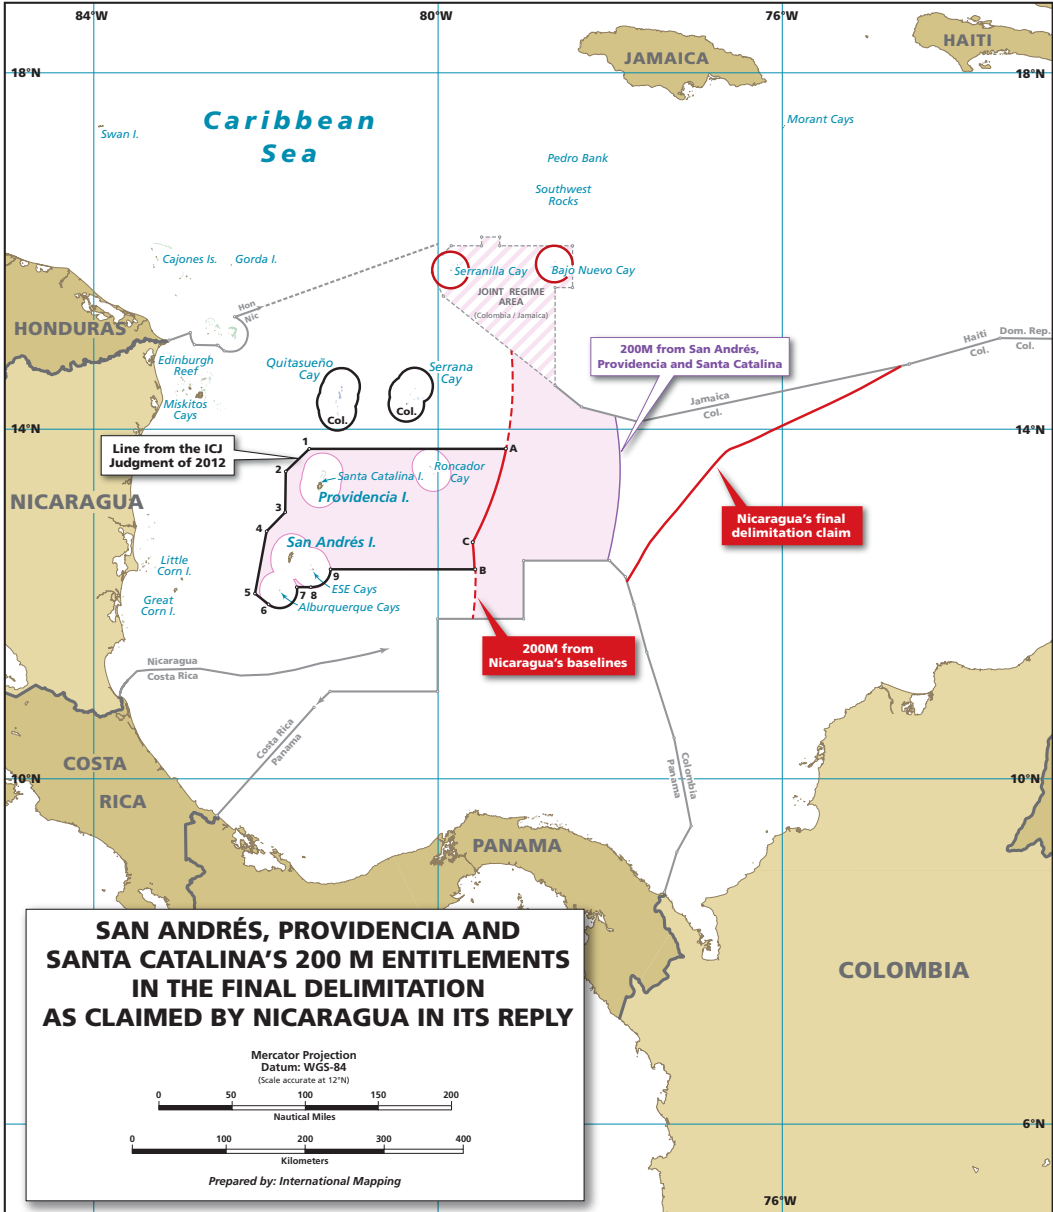 84°W
80°W
76°W
HAITI
JAMAICA
18°N
18°N
Caribbean
Sea
Swan I.
Morant Cays
Pedro Bank
Southwest
Rocks
Cajones Is.
Gorda I.
Serranilla Cay
Bajo Nuevo Cay
JOINT REGIME
AREA
(Colombia / Jamaica)
Hon
Nic
HONDURAS
Haiti
Col.
Dom. Rep.
Col.
200M from San Andrés,
Providencia and Santa Catalina
Edinburgh
Reef
Quitasueño
Cay
Serrana
Cay
Miskitos
Cays
Col.
Col.
Jamaica
Col.
14°N
14°N
Line from the ICJ
Judgment of 2012
1
A
2
Santa Catalina I.
Roncador
Cay
Providencia I.
NICARAGUA
3
Nicaragua's final
delimitation claim
4
San Andrés I.
C
Little
Corn I.
9
B
ESE Cays
5
7
8
Great
Corn I.
6
Alburquerque Cays
200M from
Nicaragua's baselines
Nicaragua
Costa Rica
Costa Rica
Panama
Colombia
Panama
COSTA
RICA
10°N
10°N
PANAMA
COLOMBIA
SAN ANDRÉS, PROVIDENCIA AND
SANTA CATALINA'S 200 M ENTITLEMENTS
IN THE FINAL DELIMITATION
AS CLAIMED BY NICARAGUA IN ITS REPLY
Mercator Projection
Datum: WGS-84
(Scale accurate at 12°N)
0 50 100 150 200
Nautical Miles
0 100 200 300 400
Kilometers
Prepared by: International Mapping
6°N
76°W